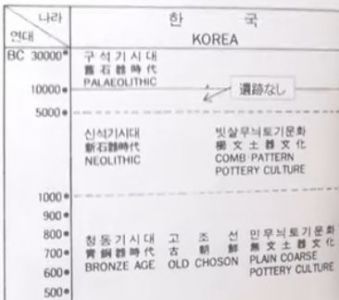 나라
연대
한 국
KOREA
BC 30000
구석기시대
舊石器時代
PALAEOLITHIC
10000
遺跡なし
5000
신석기시대 빗살무늬토기문화
新石器時代 櫛文土器文化
NEOLITHIC COMB PATTERN
POTTERY CULTURE
1000
900
800
청동기시대 고조선 민무늬토기문화
靑銅器時代 古朝鮮 無文土器文化
700
BRONZE AGE OLD CHOSON PLAIN COARSE
POTTERY CULTURE
600
500